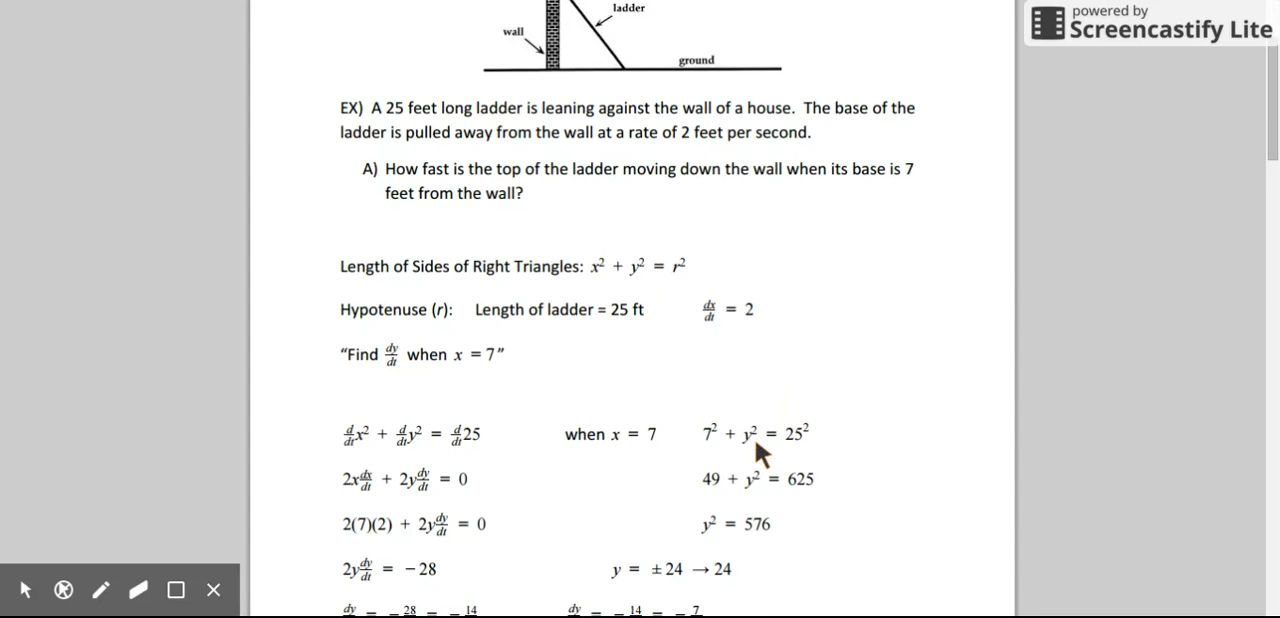 powered by
Screencastify Lite
ladder
wall
ground
EX) A 25 feet long ladder is leaning against the wall of a house. The base of the
ladder is pulled away from the wall at a rate of 2 feet per second.
A) How fast is the top of the ladder moving down the wall when its base is 7
feet from the wall?
Length of Sides of Right Triangles: x² + y² = r²
Hypotenuse (r): Length of ladder = 25 ft dx/dt = 2
“Find dy/dt when x = 7”
d/dt x² + d/dt y² = d/dt 25 when x = 7 7² + y² = 25²
2x dx/dt + 2y dy/dt = 0 49 + y² = 625
2(7)(2) + 2y dy/dt = 0 y² = 576
2y dy/dt = - 28 y = ±24 → 24
dy = - 28 = - 14 dy = - 14 = - 7